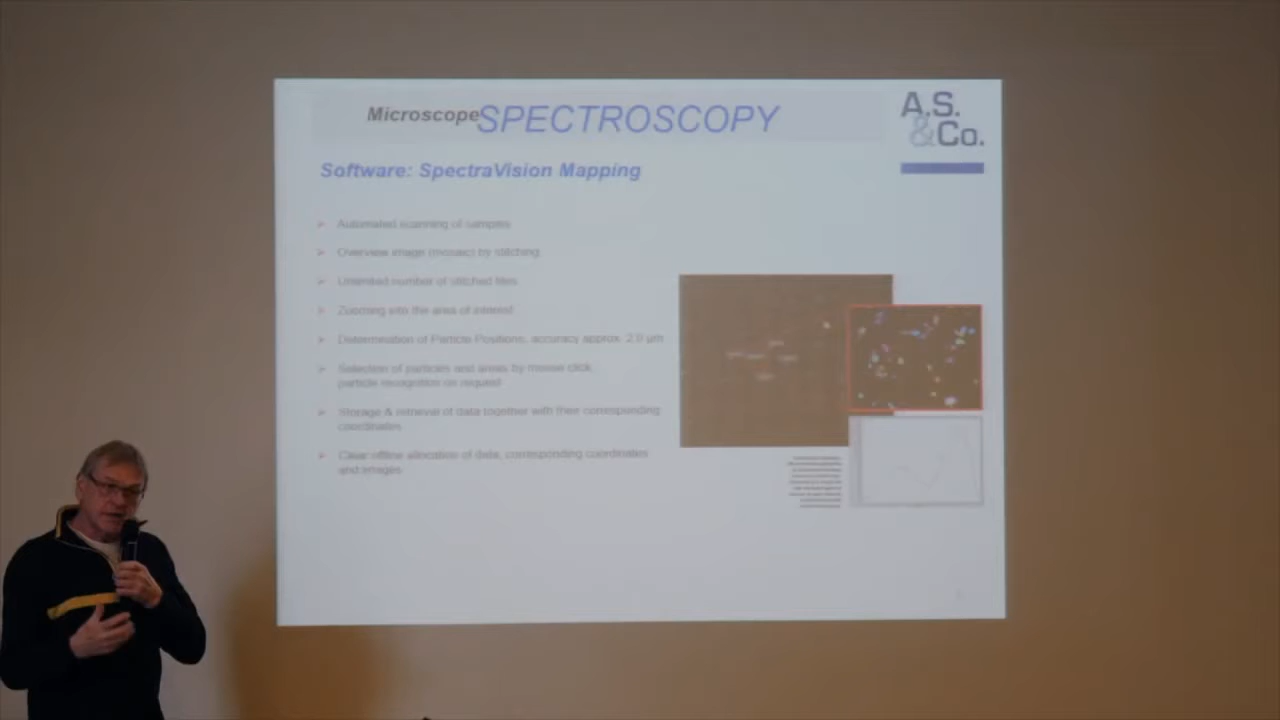 Microscope SPECTROSCOPY
A.S.
&Co.
Software: SpectraVision Mapping
➢ Automated scanning of samples
➢ Overview image (mosaic) by stitching
➢ Unlimited number of stitched tiles
➢ Zooming into the area of interest
➢ Determination of Particle Positions, accuracy approx. 2.0 µm
➢ Selection of particles and areas by mouse click,
particle recognition on request
➢ Storage & retrieval of data together with their corresponding
coordinates
➢ Clear offline allocation of data, corresponding coordinates
and images